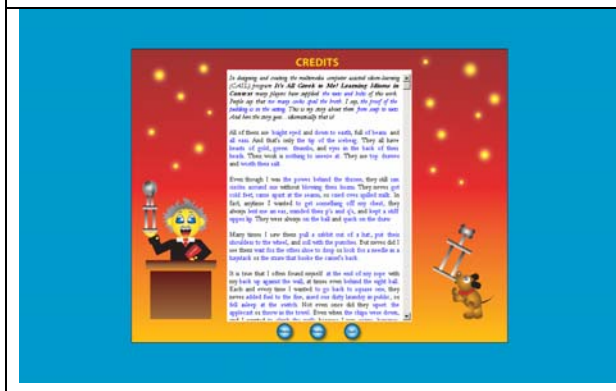 CREDITS
In designing and creating the multimedia computer assisted idiom-learning
(CAIL) program It's All Greek to Me! Learning Idioms in
Context many players have supplied the nuts and bolts of this work.
People say that too many cooks spoil the broth. I say, the proof of the
pudding is in the eating. This is my story about them from soup to nuts.
And here the story goes... idiomatically that is!
All of them are bright eyed and down to earth, full of beans and
all ears. And that's only the tip of the iceberg. They all have
hearts of gold, green thumbs, and eyes in the back of their
heads. Their work is nothing to sneeze at. They are top drawer
and worth their salt.
Even though I was the power behind the throne, they still ran
circles around me without blowing their horns. They never got
cold feet, came apart at the seams, or cried over spilled milk. In
fact, anytime I wanted to get something off my chest, they
always lent me an ear, minded their p's and q's, and kept a stiff
upper lip. They were always on the ball and quick on the draw.
Many times I saw them pull a rabbit out of a hat, put their
shoulders to the wheel, and roll with the punches. But never did I
see them wait for the other shoe to drop or look for a needle in a
haystack or the straw that broke the camel's back.
It is true that I often found myself at the end of my rope with
my back up against the wall, at times even behind the eight ball.
Each and every time I wanted to go back to square one, they
never added fuel to the fire, aired our dirty laundry in public, or
fell asleep at the switch. Not even once did they upset the
applecart or throw in the towel. Even when the chips were down,